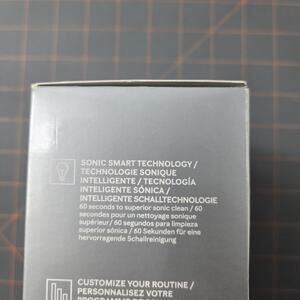 SONIC SMART TECHNOLOGY /
TECHNOLOGIE SONIQUE
INTELLIGENTE / TECNOLOGÍA
INTELIGENTE SÓNICA /
INTELLIGENTE SCHALLTECHNOLOGIE
60 seconds to superior sonic clean / 60
secondes pour un nettoyage sonique
supérieur / 60 segundos para limpieza
superior sónica / 60 Sekunden für eine
hervorragende Schallreinigung
CUSTOMIZE YOUR ROUTINE /
PERSONNALISEZ VOTRE